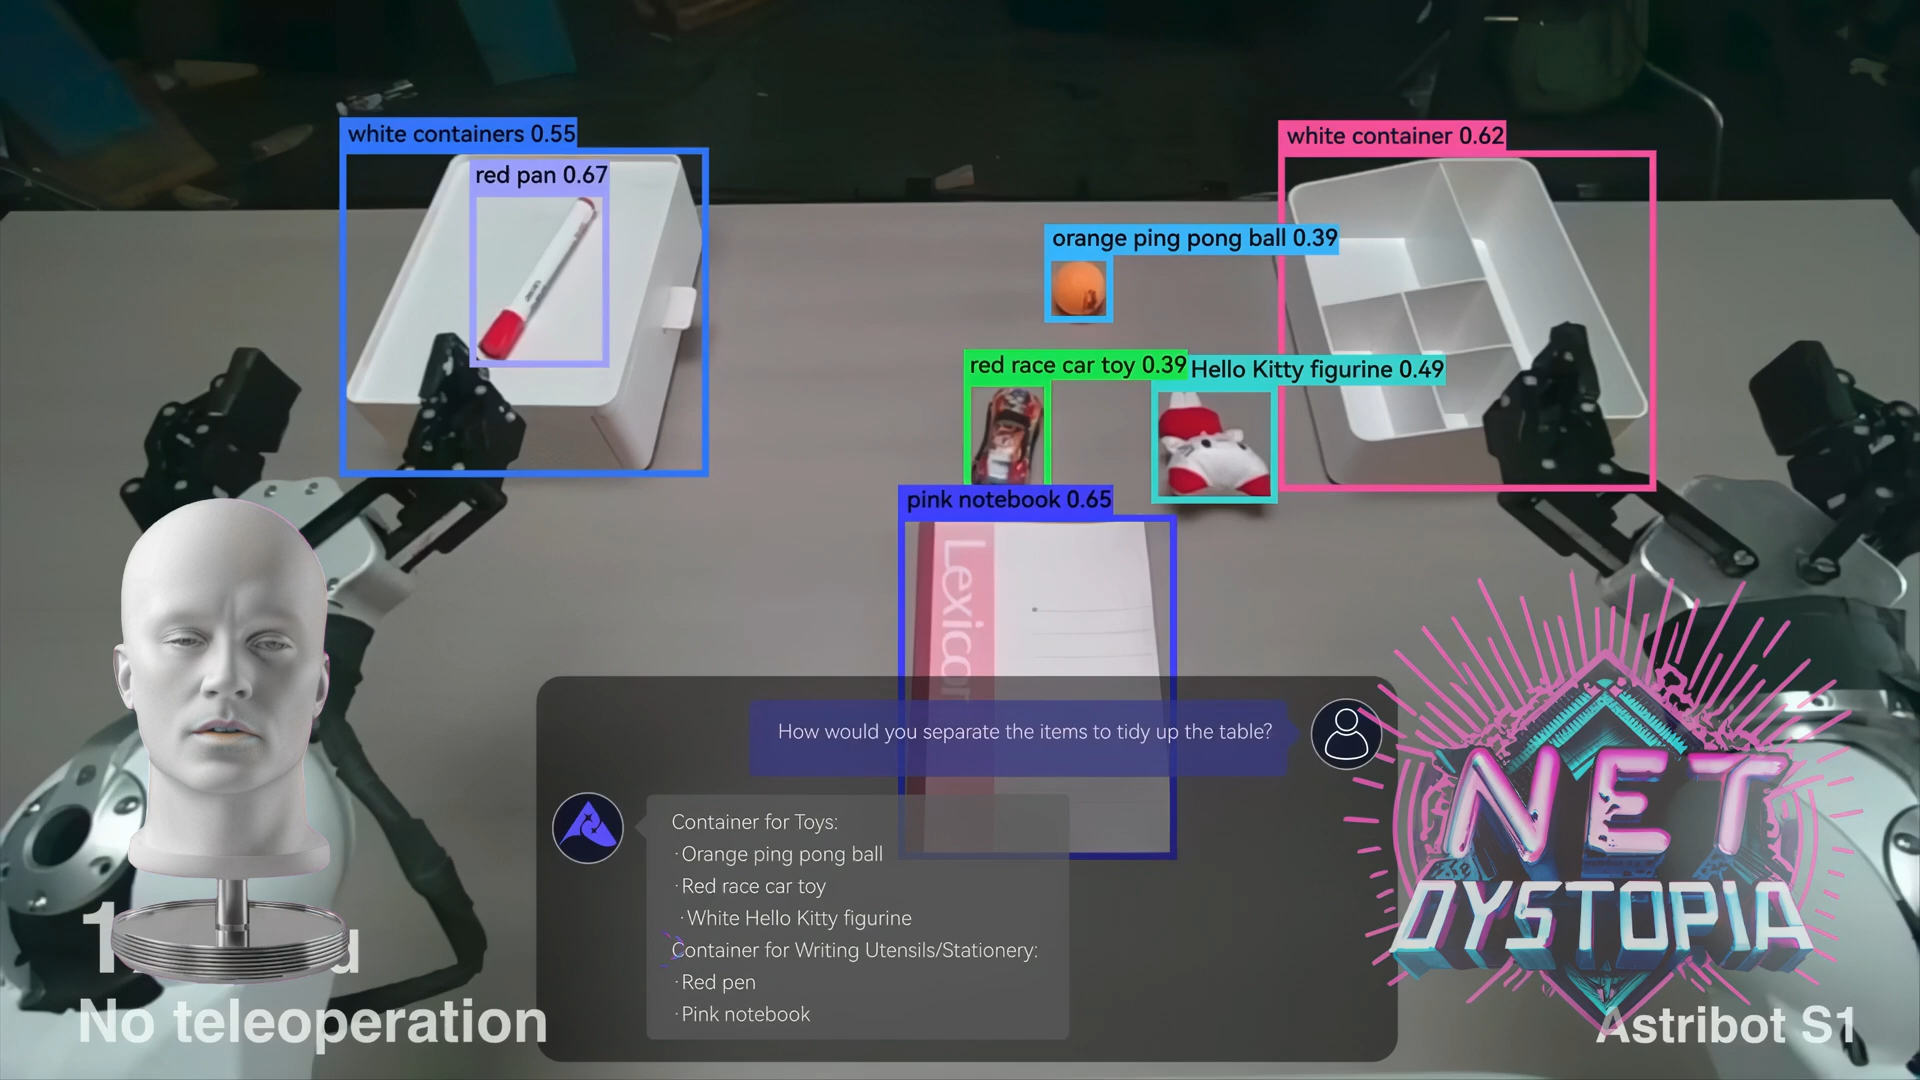 white containers 0.55
white container 0.62
red pan 0.67
orange ping pong ball 0.39
red race car toy 0.39
Hello Kitty figurine 0.49
pink notebook 0.65
Lexicon
How would you separate the items to tidy up the table?
Container for Toys:
·Orange ping pong ball
·Red race car toy
·White Hello Kitty figurine
Container for Writing Utensils/Stationery:
·Red pen
·Pink notebook
NET
DYSTOPIA
No teleoperation
Astribot S1